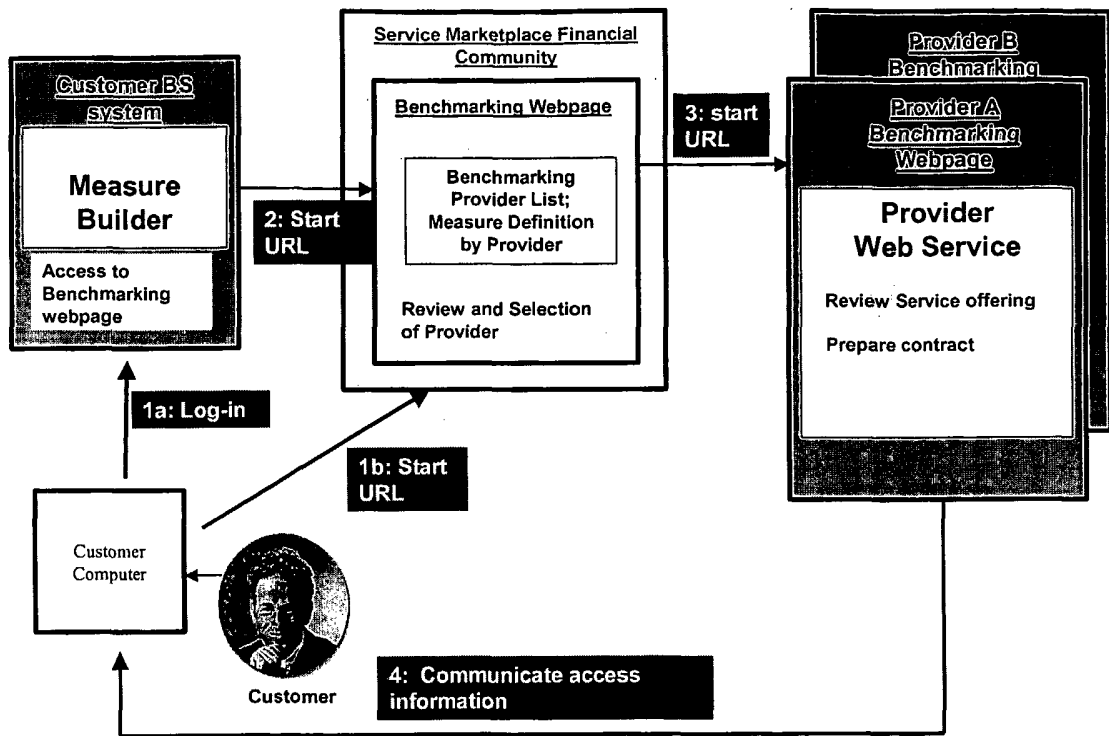 Customer BS
system
Measure
Builder
Access to
Benchmarking
webpage
1a: Log-in
Customer
Computer
Customer
2: Start
URL
1b: Start
URL
Service Marketplace Financial
Community
Benchmarking Webpage
Benchmarking
Provider List;
Measure Definition
by Provider
Review and Selection
of Provider
3: start
URL
Provider B
Benchmarking
Provider A
Benchmarking
Webpage
Provider
Web Service
Review Service offering
Prepare contract
4: Communicate access
information